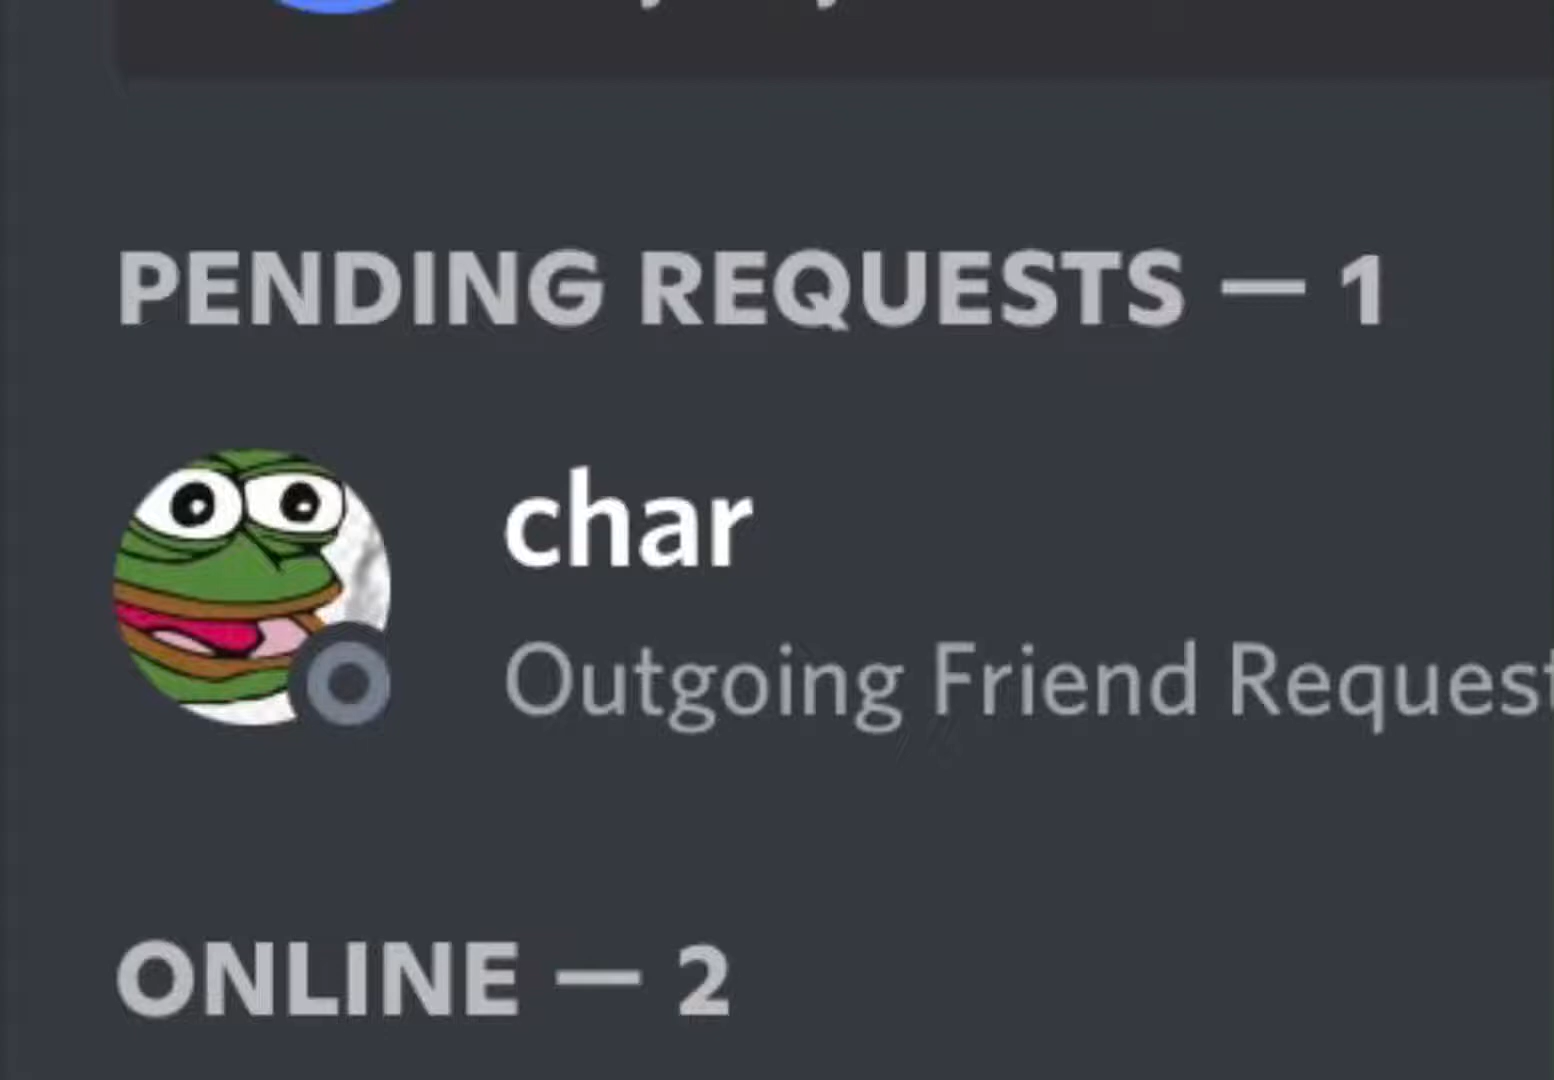 PENDING REQUESTS — 1
char
Outgoing Friend Request
ONLINE — 2